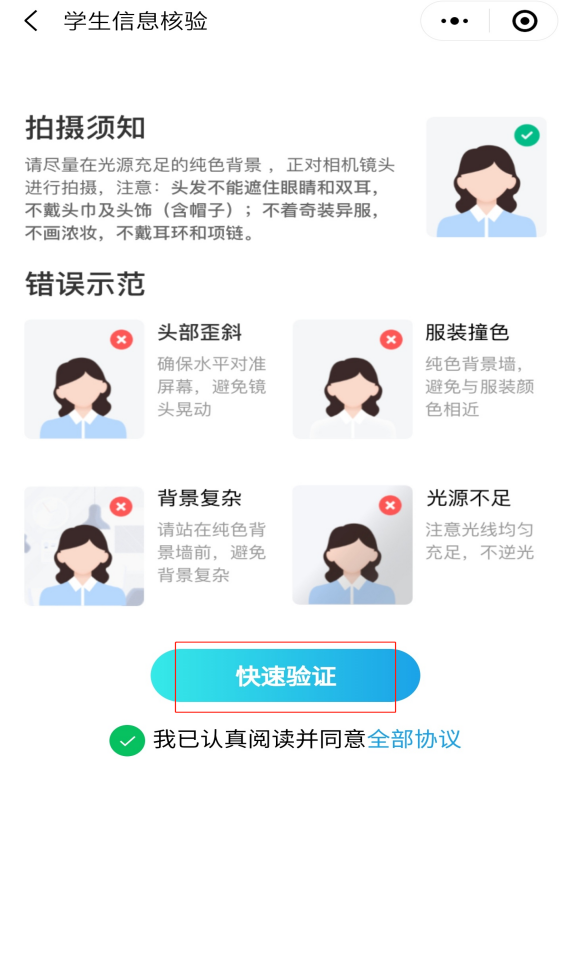 学生信息核验
拍摄须知
请尽量在光源充足的纯色背景，正对相机镜头
进行拍摄，注意：头发不能遮住眼睛和双耳，
不戴头巾及头饰（含帽子）；不着奇装异服，
不画浓妆，不戴耳环和项链。
错误示范
头部歪斜
确保水平对准
屏幕，避免镜
头晃动
服装撞色
纯色背景墙，
避免与服装颜
色相近
背景复杂
请站在纯色背
景墙前，避免
背景复杂
光源不足
注意光线均匀
充足，不逆光
快速验证
我已认真阅读并同意全部协议